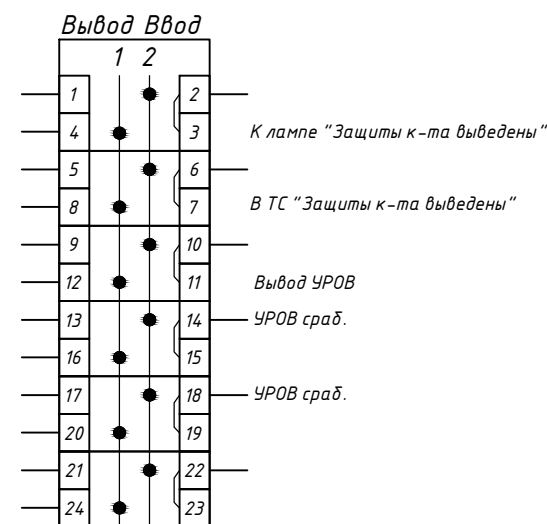 Вывод Ввод
1 2
1 2
4 3 К лампе "Защиты к-та выведены"
5 6
8 7 В ТС "Защиты к-та выведены"
9 10
12 11 Вывод УРОВ
13 14 УРОВ сраб.
16 15
17 18 УРОВ сраб.
20 19
21 22
24 23